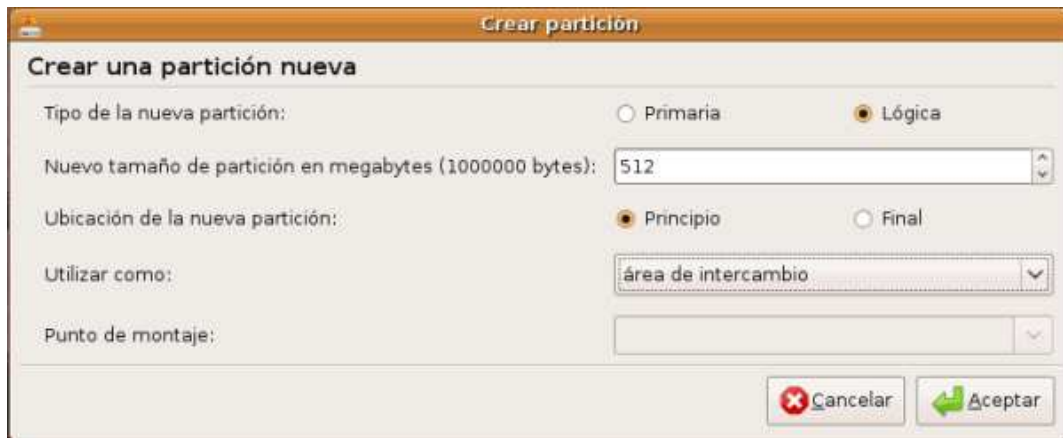 Crear partición
Crear una partición nueva
Tipo de la nueva partición: Primaria Lógica
Nuevo tamaño de partición en megabytes (1000000 bytes): 512
Ubicación de la nueva partición: Principio Final
Utilizar como: área de intercambio
Punto de montaje:
Cancelar Aceptar